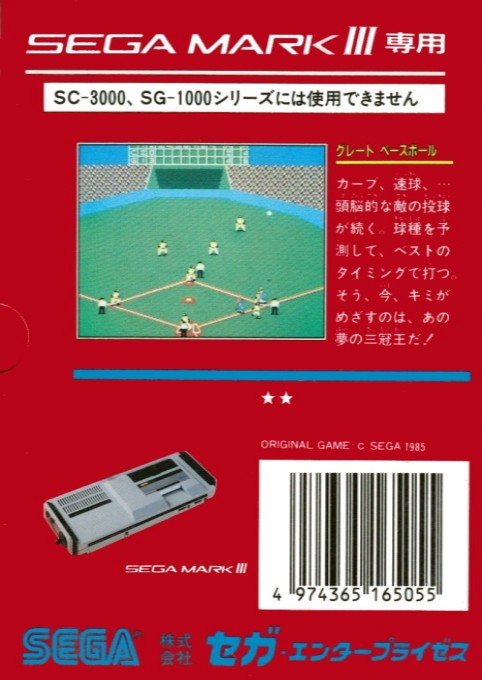 SEGA MARK III 専用
SC-3000、SG-1000シリーズには使用できません
クレート ベースボール
カーブ、速球、…
頭脳的な敵の投球
が続く。球種を予
測して、ベストの
タイミングで打つ。
そう、今、キミが
めざすのは、あの
夢の三冠王だ!
★★
ORIGINAL GAME: c SEGA 1985
SEGA MARK III
4 974365 165055
SEGA 株式会社 セガ・エンタープライゼス